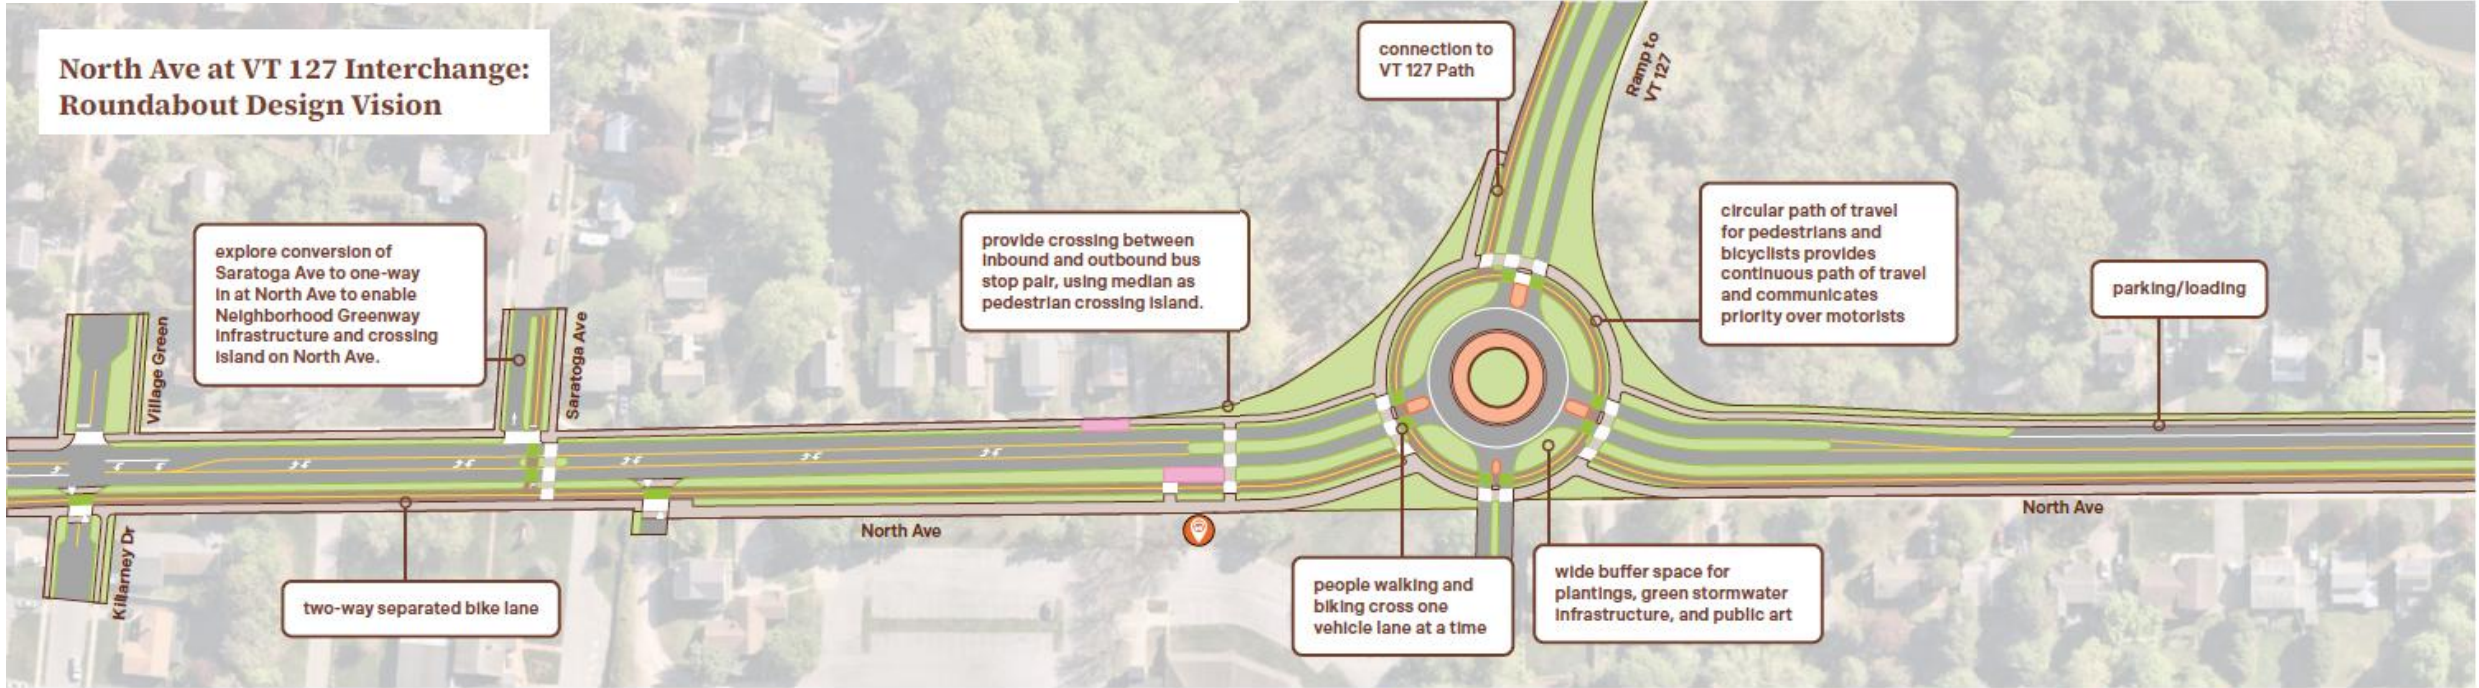 North Ave at VT 127 Interchange:
Roundabout Design Vision
connection to
VT 127 Path
Ramp to
VT 127
explore conversion of
Saratoga Ave to one-way
in at North Ave to enable
Neighborhood Greenway
infrastructure and crossing
island on North Ave.
provide crossing between
inbound and outbound bus
stop pair, using median as
pedestrian crossing island.
circular path of travel
for pedestrians and
bicyclists provides
continuous path of travel
and communicates
priority over motorists
parking/loading
Village Green
Saratoga Ave
Killarney Dr
two-way separated bike lane
North Ave
North Ave
people walking and
biking cross one
vehicle lane at a time
wide buffer space for
plantings, green stormwater
infrastructure, and public art